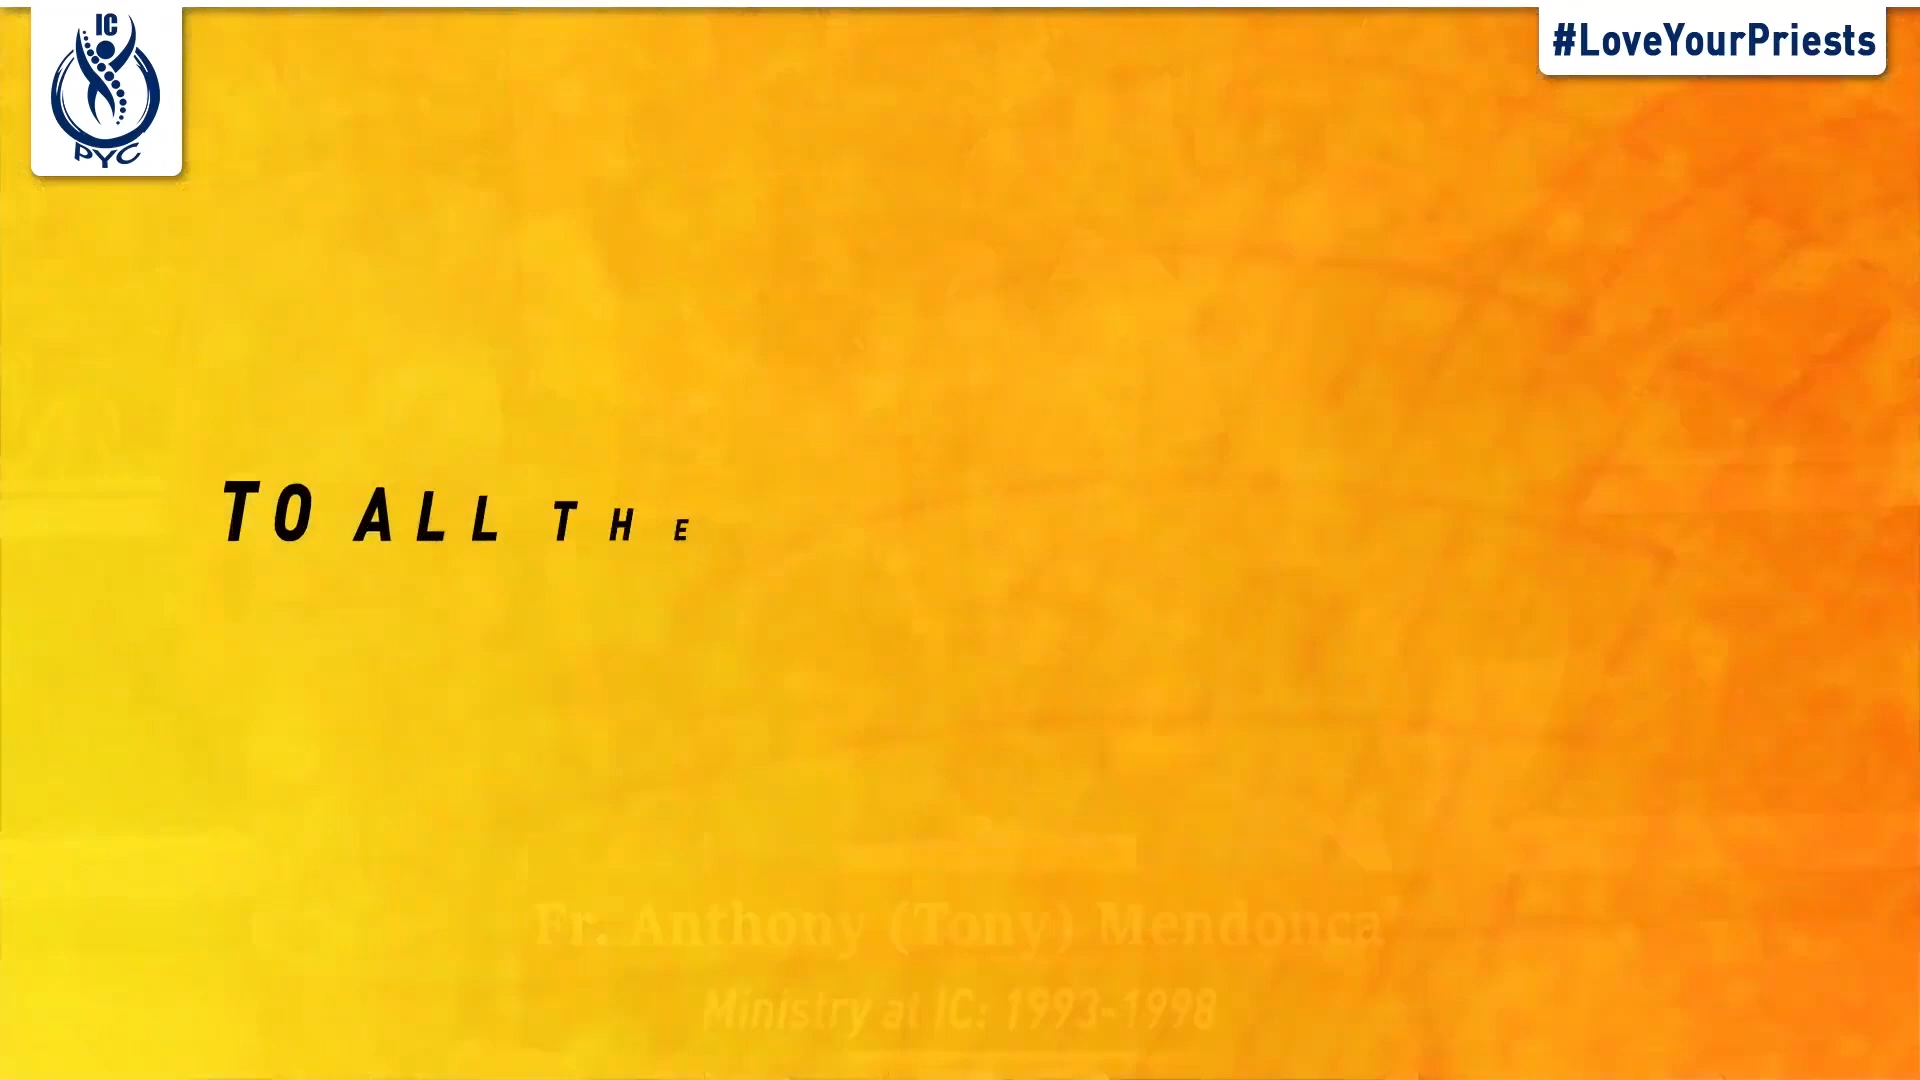 IC
PYC
#LoveYourPriests
TO ALL THE
Fr. Anthony (Tony) Mendonca
Ministry at IC: 1993-1998